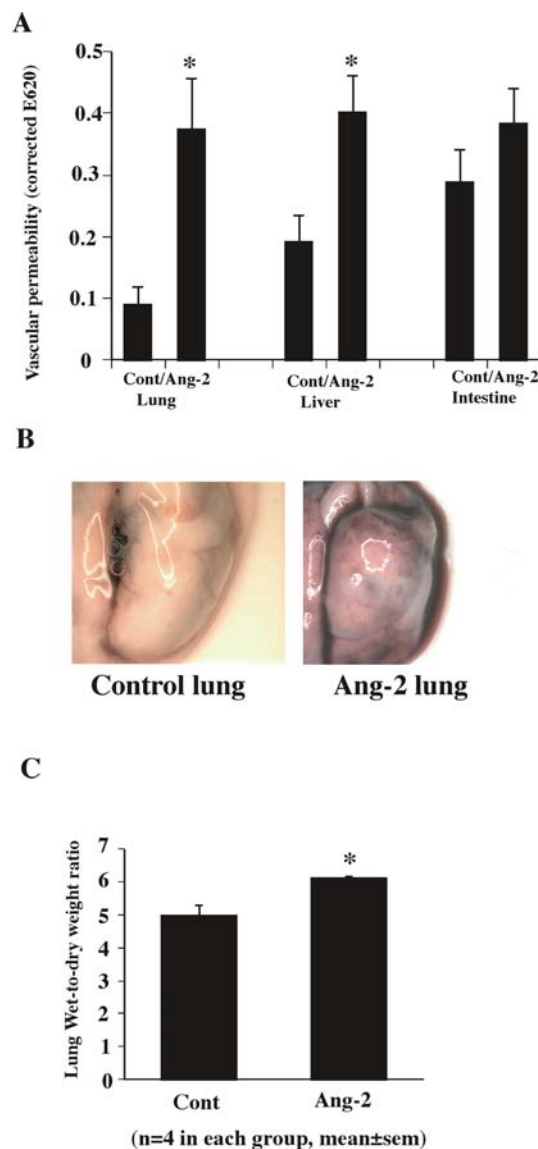 A
Vascular permeability (corrected E620)
0.5
0.4
0.3
0.2
0.1
0
*
*
Cont/Ang-2
Lung
Cont/Ang-2
Liver
Cont/Ang-2
Intestine
B
Control lung
Ang-2 lung
C
Lung Wet-to-dry weight ratio
7
6
5
4
3
2
1
0
*
Cont
Ang-2
(n=4 in each group, mean±sem)